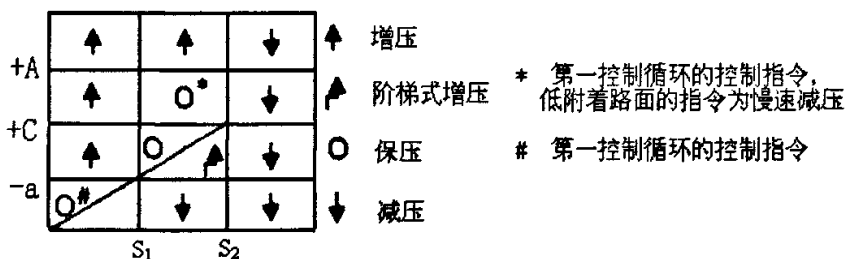 增压
+A
* 第一控制循环的控制指令,
O*
阶梯式增压
低附着路面的指令为慢速减压
+C
O
O 保压
# 第一控制循环的控制指令
-a
O#
减压
S₁ S₂